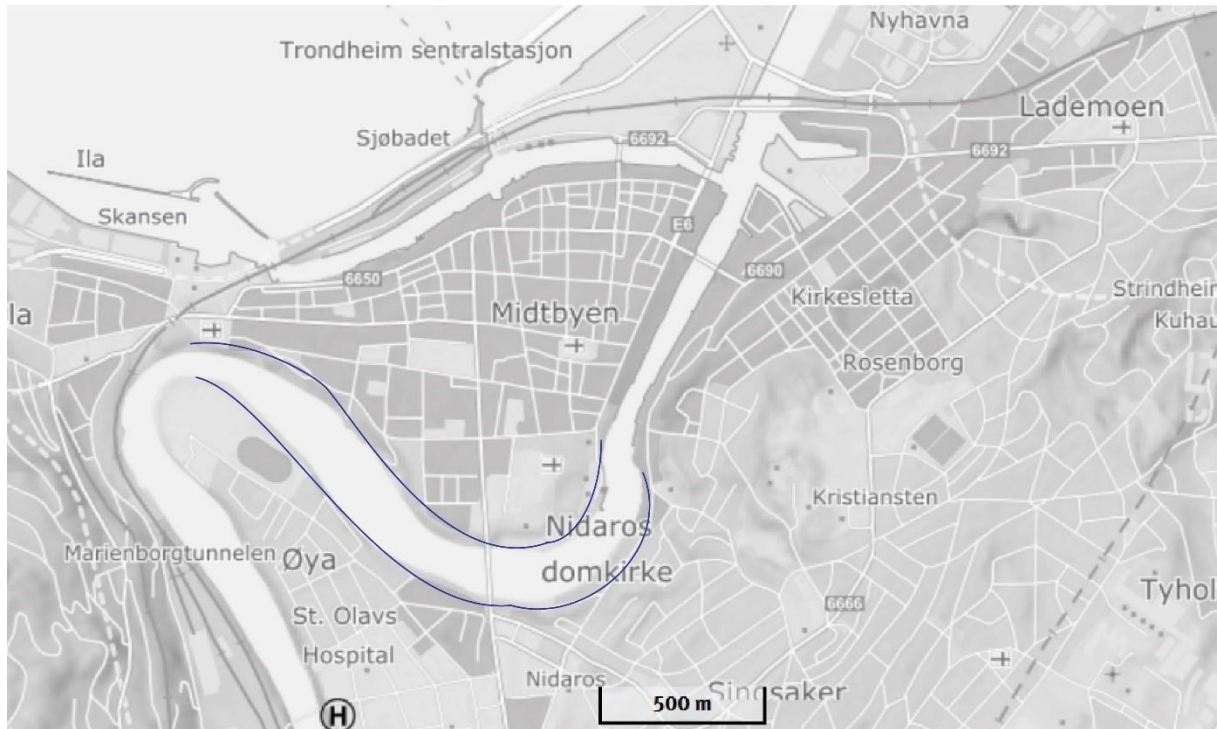 Nyhavna
Trondheim sentralstasjon
Lademoen
Sjøbadet
6692
6692
Ila
Skansen
E6
6690
6650
Kirkesletta
Strindheim
Midtbyen
la
Kuhau
Rosenborg
Kristiansten
Nidaros
domkirke
Marienborgtunnelen
Øya
St. Olavs
Hospital
6666
Tyhol
Nidaros
Singsaker
500 m
H